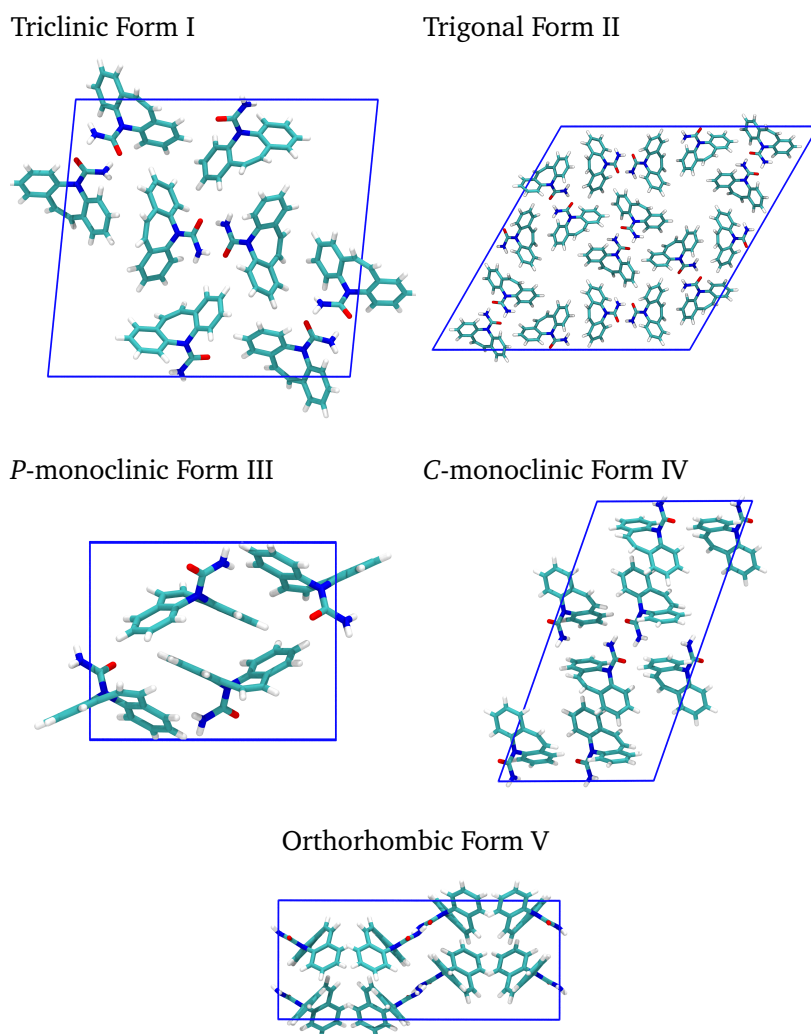 Triclinic Form I
Trigonal Form II
P-monoclinic Form III
C-monoclinic Form IV
Orthorhombic Form V